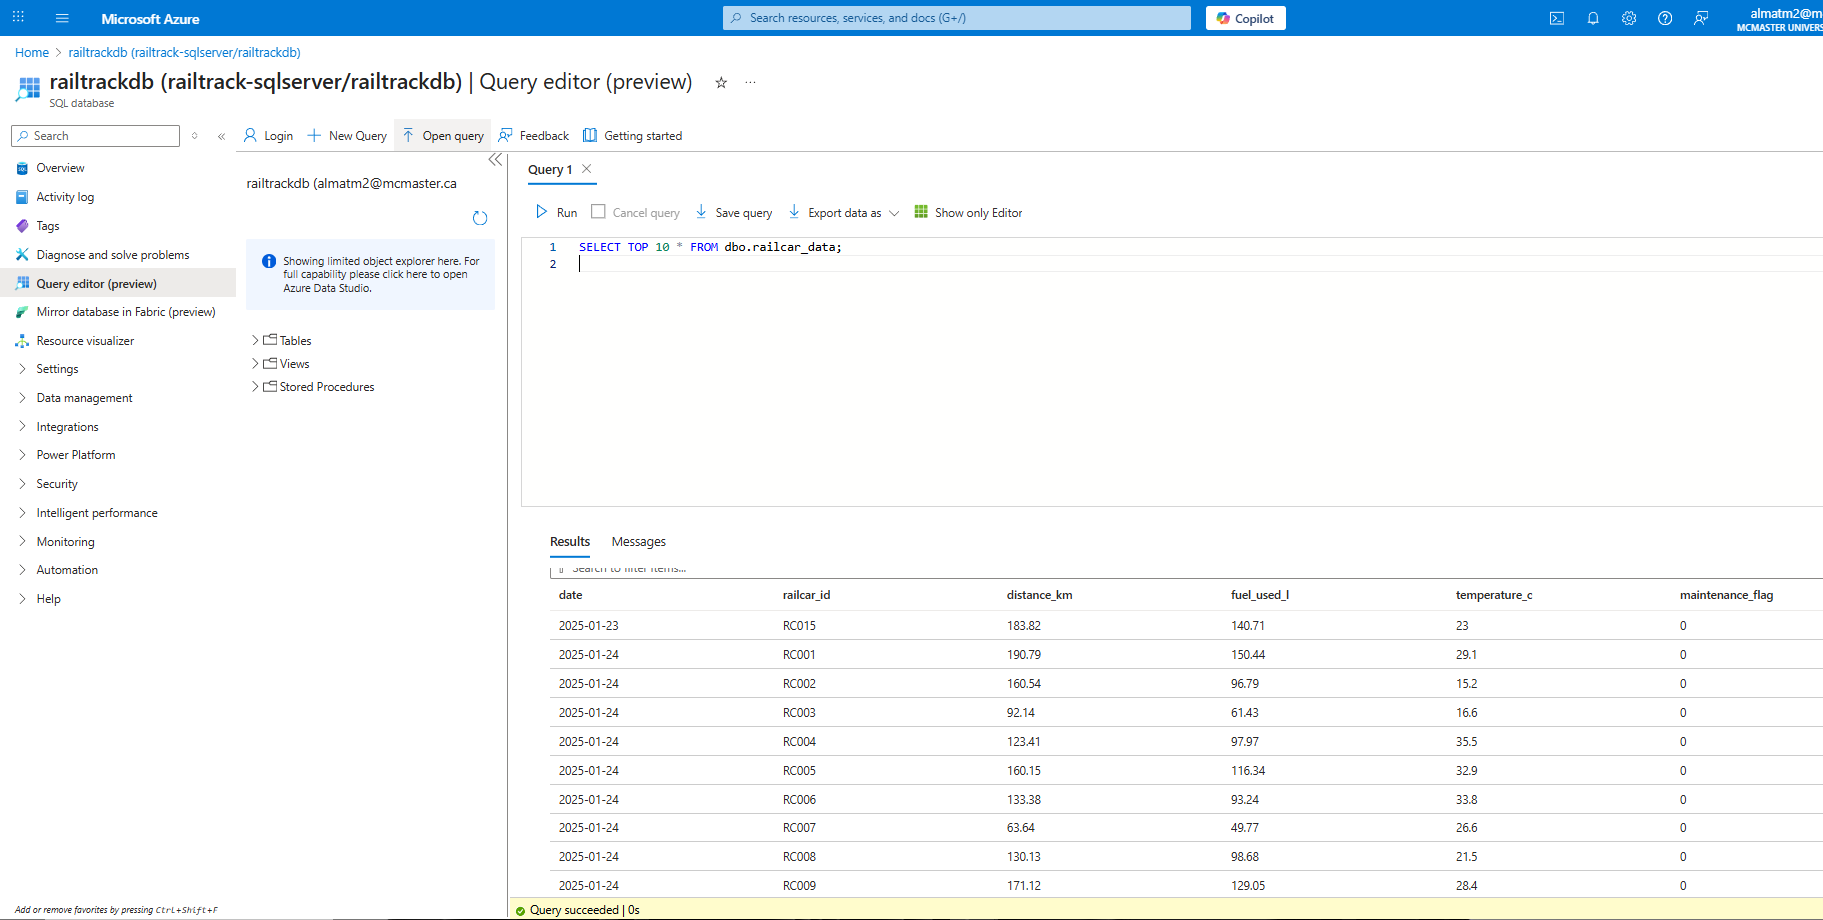 Microsoft Azure
Search resources, services, and docs (G+/)
Copilot
almatm2@m
MCMASTER UNIVERS
Home > railtrackdb (railtrack-sqlserver/railtrackdb)
railtrackdb (railtrack-sqlserver/railtrackdb) | Query editor (preview)
SQL database
Search
Login
New Query
Open query
Feedback
Getting started
Overview
Activity log
Tags
Diagnose and solve problems
Query editor (preview)
Mirror database in Fabric (preview)
Resource visualizer
Settings
Data management
Integrations
Power Platform
Security
Intelligent performance
Monitoring
Automation
Help
Add or remove favorites by pressing Ctrl+Shift+F
railtrackdb (almatm2@mcmaster.ca
Showing limited object explorer here. For
full capability please click here to open
Azure Data Studio.
Tables
Views
Stored Procedures
Query 1
Run
Cancel query
Save query
Export data as
Show only Editor
1 SELECT TOP 10 * FROM dbo.railcar_data;
2
Results Messages
Search to filter items...
date railcar_id distance_km fuel_used_l temperature_c maintenance_flag
2025-01-23 RC015 183.82 140.71 23 0
2025-01-24 RC001 190.79 150.44 29.1 0
2025-01-24 RC002 160.54 96.79 15.2 0
2025-01-24 RC003 92.14 61.43 16.6 0
2025-01-24 RC004 123.41 97.97 35.5 0
2025-01-24 RC005 160.15 116.34 32.9 0
2025-01-24 RC006 133.38 93.24 33.8 0
2025-01-24 RC007 63.64 49.77 26.6 0
2025-01-24 RC008 130.13 98.68 21.5 0
2025-01-24 RC009 171.12 129.05 28.4 0
Query succeeded | 0s